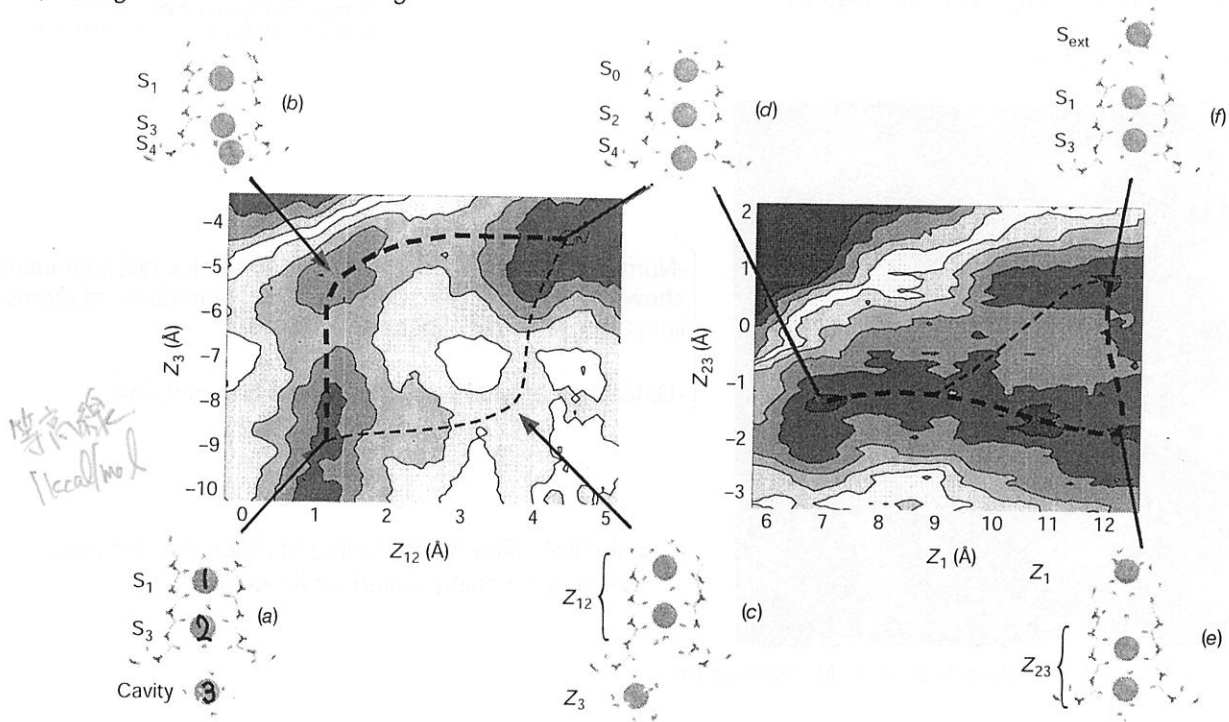 S₁
S₃
S₄
(b)
S₀
S₂
S₄
(d)
Sext
S₁
S₃
(f)
−4
−5
−6
−7
−8
−9
−10
Z₃ (Å)
0 1 2 3 4 5
Z₁₂ (Å)
2
1
0
−1
−2
−3
Z₂₃ (Å)
6 7 8 9 10 11 12
Z₁ (Å)
等高線
1kcal/mol
S₁ 1
S₃ 2
Cavity 3
(a)
Z₁₂
Z₃
(c)
Z₁
Z₂₃
(e)